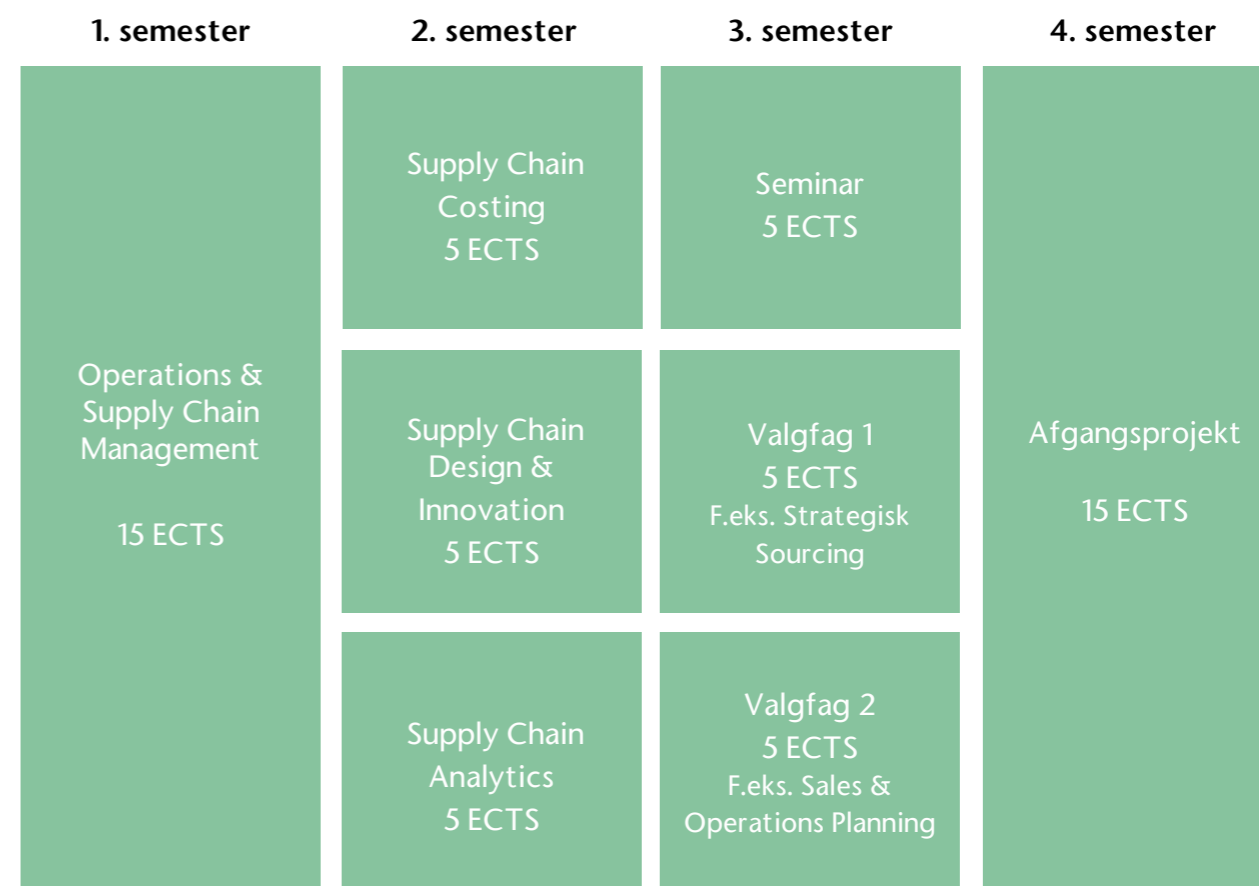 1. semester
2. semester
3. semester
4. semester
Operations &
Supply Chain
Management
15 ECTS
Supply Chain
Costing
5 ECTS
Supply Chain
Design &
Innovation
5 ECTS
Supply Chain
Analytics
5 ECTS
Seminar
5 ECTS
Valgfag 1
5 ECTS
F.eks. Strategisk
Sourcing
Valgfag 2
5 ECTS
F.eks. Sales &
Operations Planning
Afgangsprojekt
15 ECTS